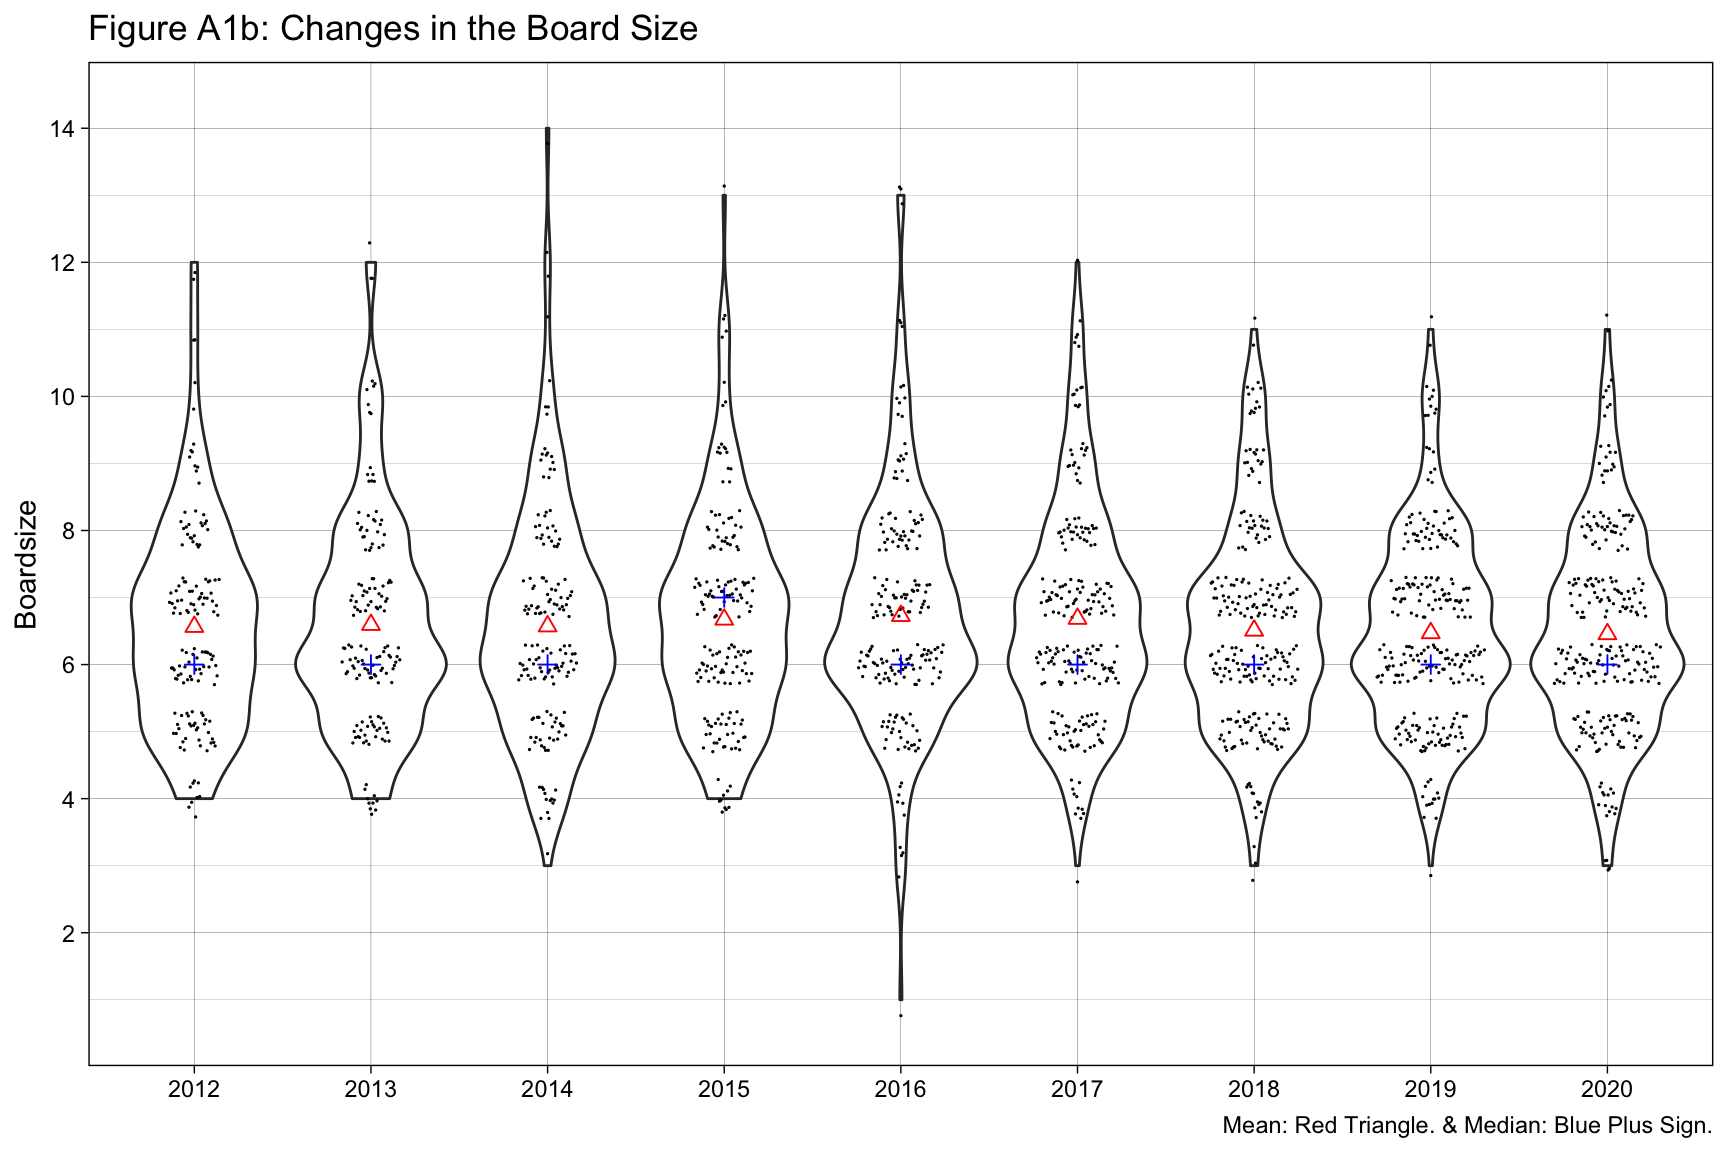 Figure A1b: Changes in the Board Size
Boardsize
14
12
10
8
6
4
2
2012 2013 2014 2015 2016 2017 2018 2019 2020
Mean: Red Triangle. & Median: Blue Plus Sign.